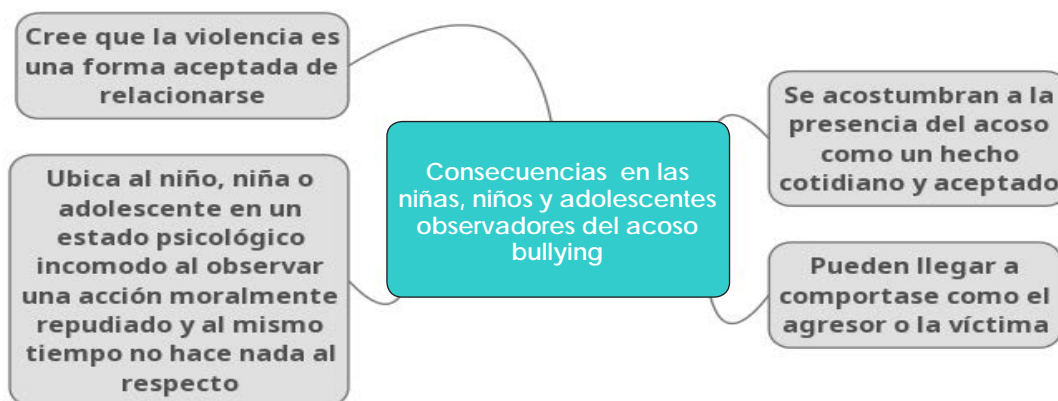 Cree que la violencia es
una forma aceptada de
relacionarse
Ubica al niño, niña o
adolescente en un
estado psicológico
incomodo al observar
una acción moralmente
repudiado y al mismo
tiempo no hace nada al
respecto
Consecuencias en las
niñas, niños y adolescentes
observadores del acoso
bullying
Se acostumbran a la
presencia del acoso
como un hecho
cotidiano y aceptado
Pueden llegar a
comportase como el
agresor o la víctima